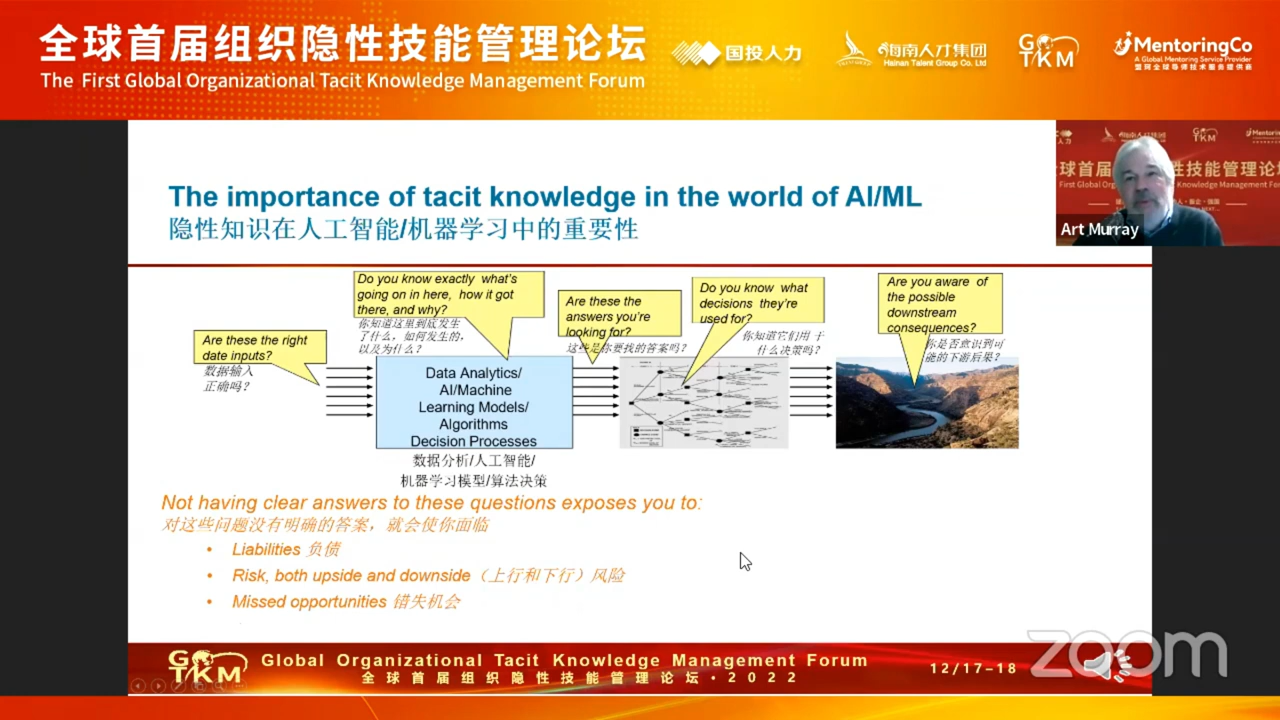 全球首届组织隐性技能管理论坛
The First Global Organizational Tacit Knowledge Management Forum
国投人力
海南人才集团
Hainan Talent Group Co. Ltd
G TKM
MentoringCo
A Global Mentoring Service Provider
Art Murray
The importance of tacit knowledge in the world of AI/ML
隐性知识在人工智能/机器学习中的重要性
Are these the right
date inputs?
数据输入
正确吗？
Do you know exactly what's
going on in here, how it got
there, and why?
你知道这里到底发生
了什么，如何发生的，
以及为什么？
Are these the
answers you're
looking for?
这些是你要找的答案吗？
Do you know what
decisions they're
used for?
你知道它们用于
什么决策吗？
Are you aware of
the possible
downstream
consequences?
你是否意识到可
能的下游后果？
Data Analytics/
AI/Machine
Learning Models/
Algorithms
Decision Processes
数据分析/人工智能/
机器学习模型/算法决策
Not having clear answers to these questions exposes you to:
对这些问题没有明确的答案，就会使你面临
• Liabilities 负债
• Risk, both upside and downside（上行和下行）风险
• Missed opportunities 错失机会
G TKM
Global Organizational Tacit Knowledge Management Forum
全球首届组织隐性技能管理论坛·2022
12/17-18
zoom